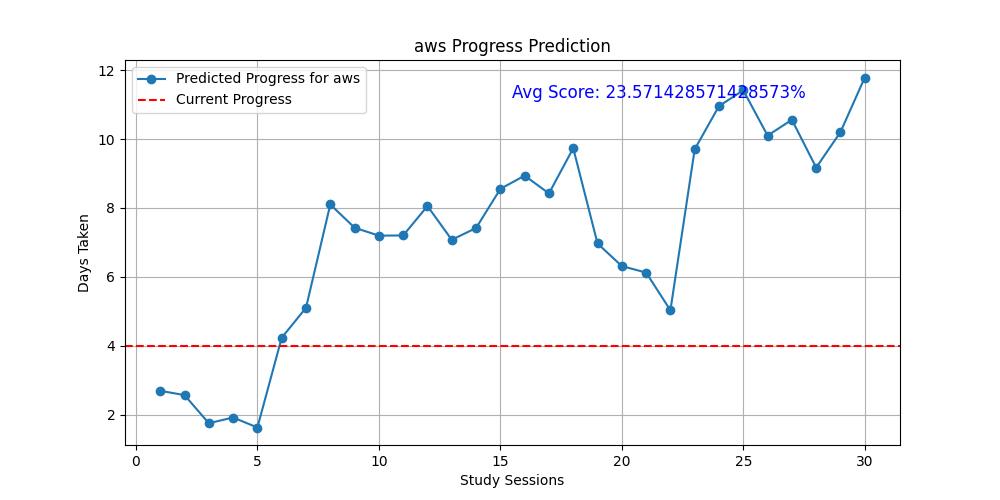 aws Progress Prediction
Predicted Progress for aws
Current Progress
Avg Score: 23.571428571428573%
12
10
8
6
4
2
Days Taken
0 5 10 15 20 25 30
Study Sessions